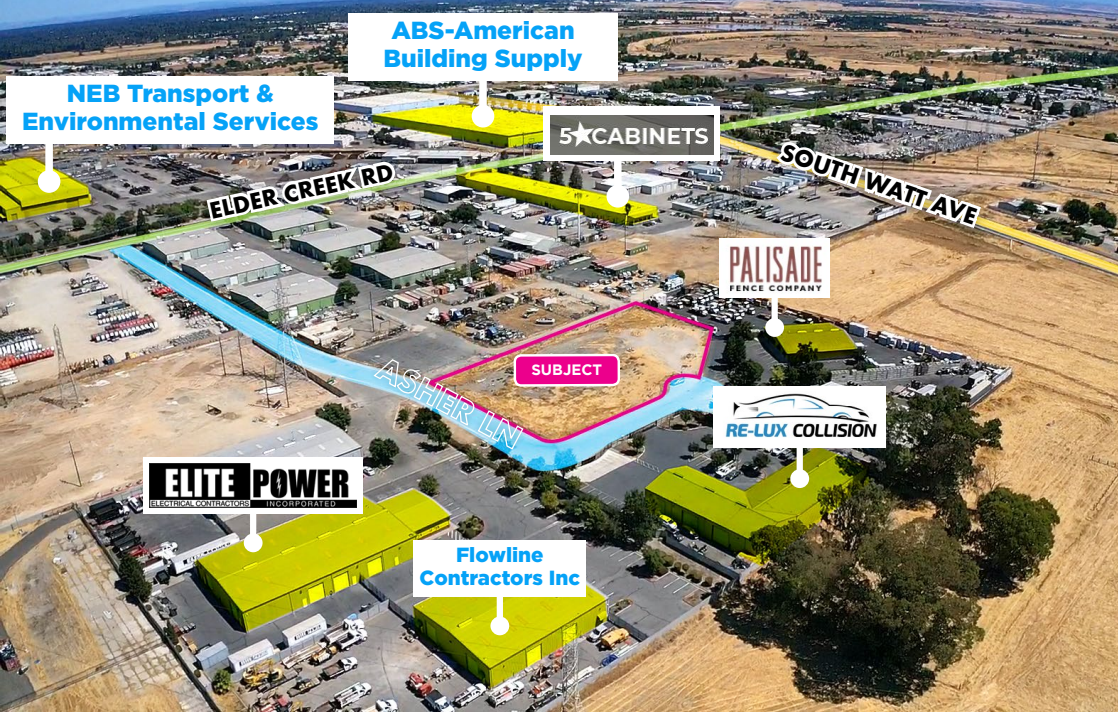 ABS-American
Building Supply
NEB Transport &
Environmental Services
5★CABINETS
ELDER CREEK RD
SOUTH WATT AVE
PALISADE
FENCE COMPANY
SUBJECT
ASHER LN
RE-LUX COLLISION
ELITE POWER
ELECTRICAL CONTRACTORS INCORPORATED
Flowline
Contractors Inc